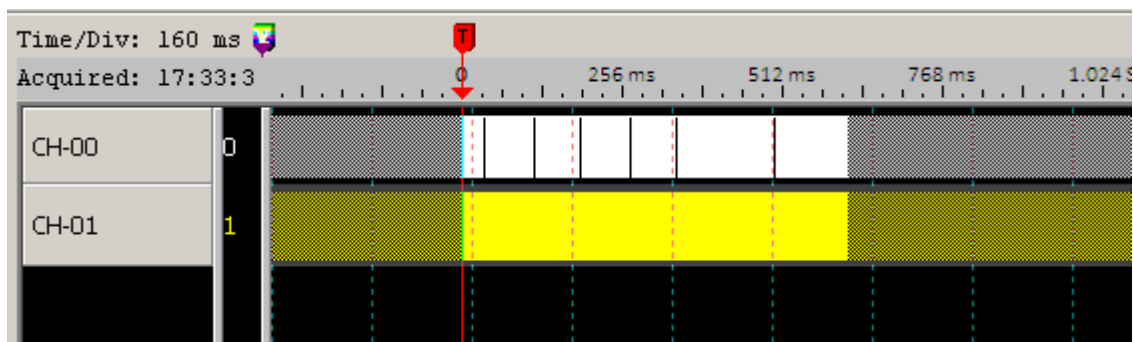 Time/Div: 160 ms V T
Acquired: 17:33:3 0 256 ms 512 ms 768 ms 1.024 S
CH-00 0
CH-01 1